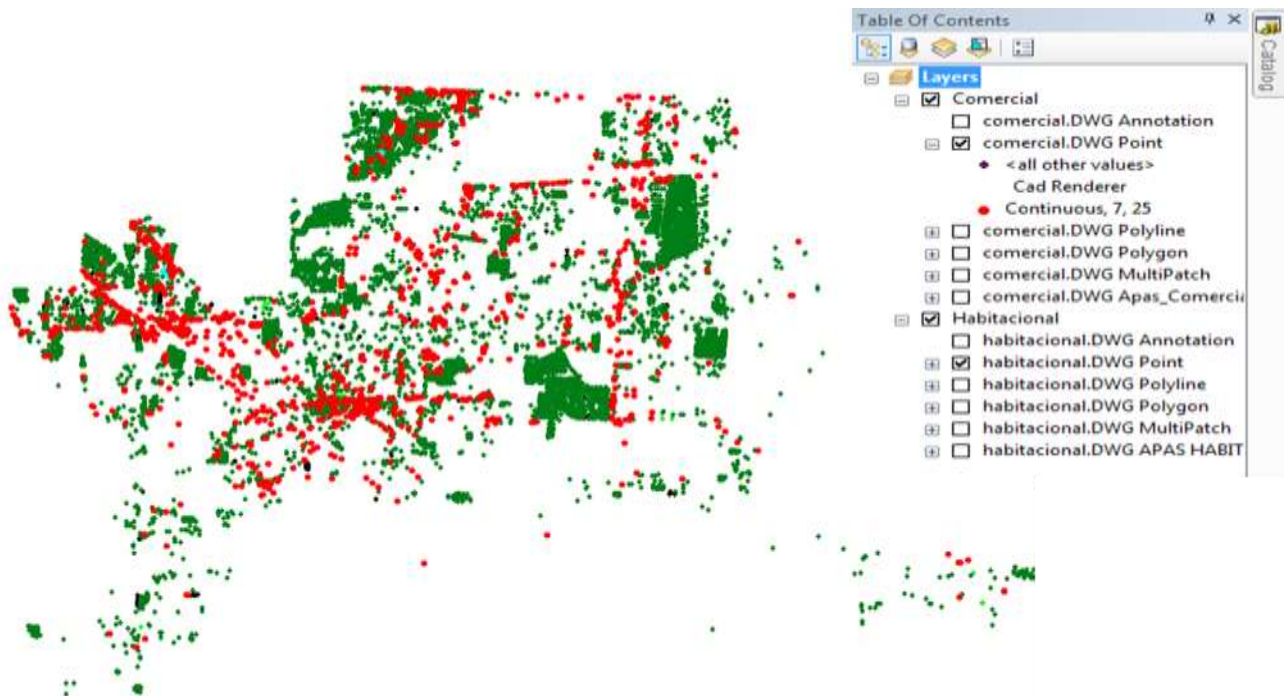 Table Of Contents
Catalog
Layers
Comercial
comercial.DWG Annotation
comercial.DWG Point
<all other values>
Cad Renderer
Continuous, 7, 25
comercial.DWG Polyline
comercial.DWG Polygon
comercial.DWG MultiPatch
comercial.DWG Apas_Comercia
Habitacional
habitacional.DWG Annotation
habitacional.DWG Point
habitacional.DWG Polyline
habitacional.DWG Polygon
habitacional.DWG MultiPatch
habitacional.DWG APAS HABIT